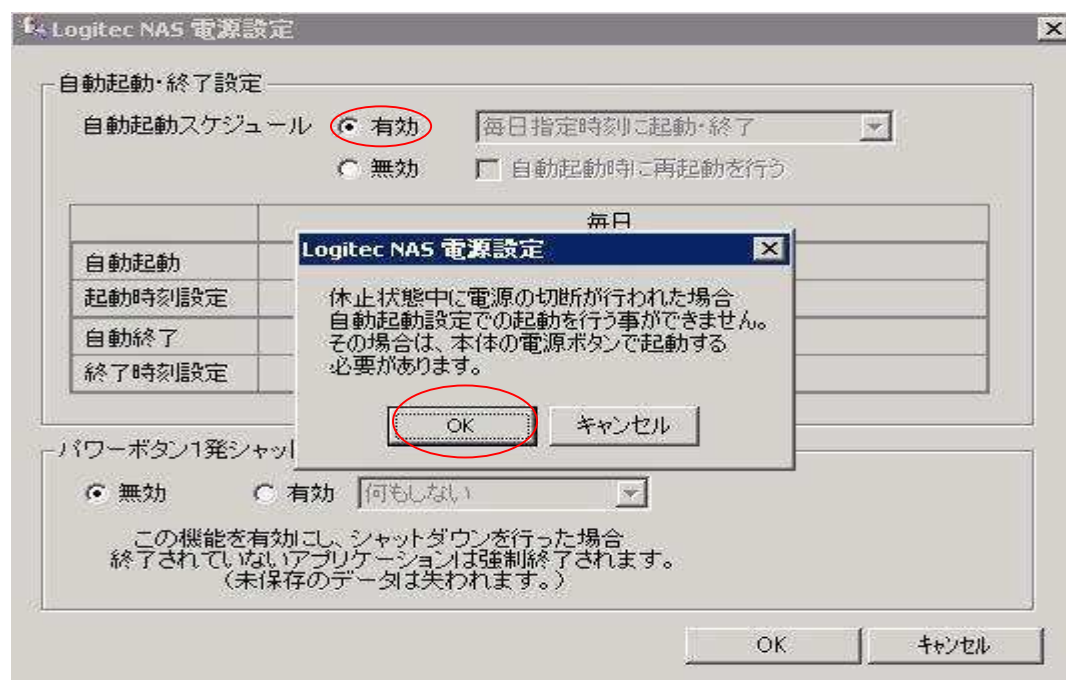 Logitec NAS 電源設定
自動起動・終了設定
自動起動スケジュール 有効 毎日指定時刻に起動・終了
無効 自動起動時に再起動を行う
毎日
自動起動
起動時刻設定
自動終了
終了時刻設定
Logitec NAS 電源設定
休止状態中に電源の切断が行われた場合
自動起動設定での起動を行う事ができません。
その場合は、本体の電源ボタンで起動する
必要があります。
OK キャンセル
パワーボタン1発シャット
無効 有効 何もしない
この機能を有効にし、シャットダウンを行った場合
終了されていないアプリケーションは強制終了されます。
(未保存のデータは失われます。)
OK キャンセル